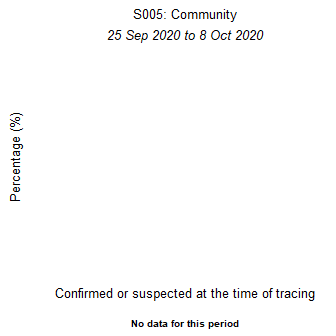 S005: Community
25 Sep 2020 to 8 Oct 2020
Percentage (%)
Confirmed or suspected at the time of tracing
No data for this period